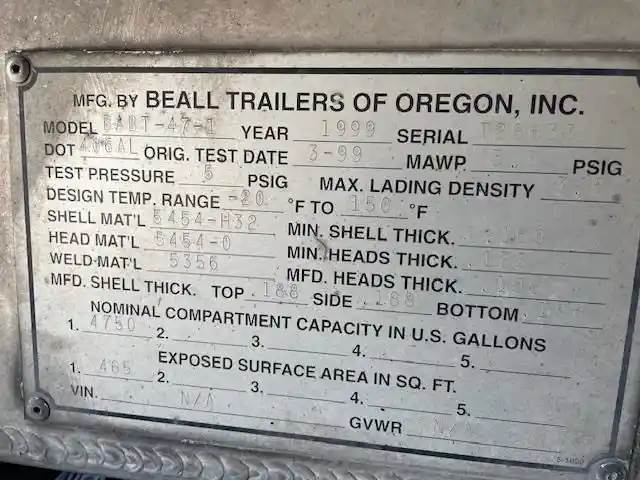 MFG. BY BEALL TRAILERS OF OREGON, INC.
MODEL YEAR 1999 SERIAL
DOT 406AL ORIG. TEST DATE 3-99 MAWP PSIG
TEST PRESSURE 5 PSIG MAX. LADING DENSITY
DESIGN TEMP. RANGE -20 °F TO 150 °F
SHELL MAT'L 5454-H32 MIN. SHELL THICK.
HEAD MAT'L 5454-0 MIN. HEADS THICK.
WELD-MAT'L 5356 MFD. HEADS THICK.
MFD. SHELL THICK. TOP .188 SIDE .188 BOTTOM
NOMINAL COMPARTMENT CAPACITY IN U.S. GALLONS
1. 4750 2. 3. 4. 5.
EXPOSED SURFACE AREA IN SQ. FT.
1. 465 2. 3. 4. 5.
VIN. N/A GVWR N/A